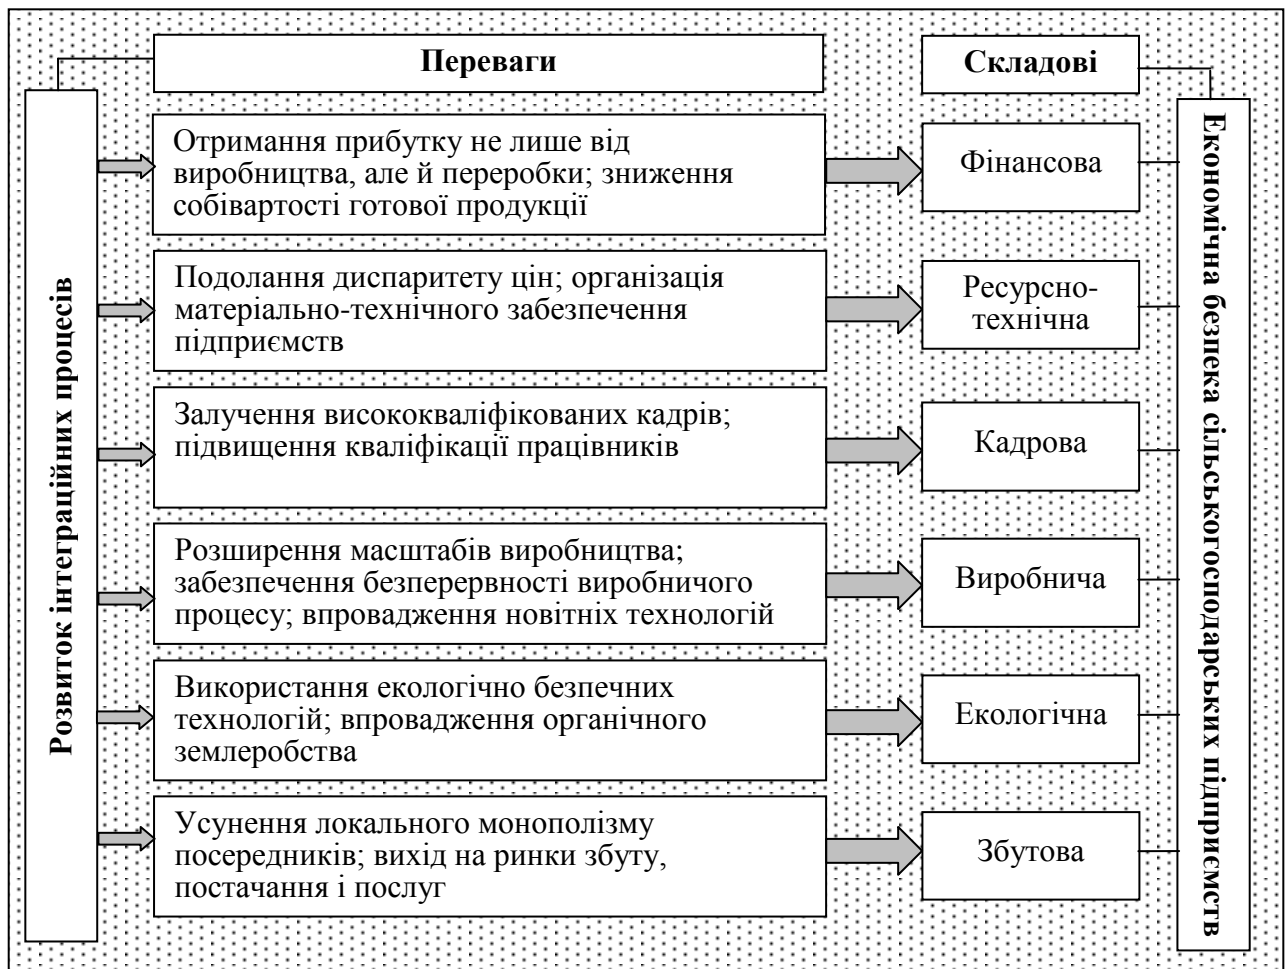 Переваги
Складові
Розвиток інтеграційних процесів
Отримання прибутку не лише від
виробництва, але й переробки; зниження
собівартості готової продукції
Фінансова
Подолання диспаритету цін; організація
матеріально-технічного забезпечення
підприємств
Ресурсно-
технічна
Залучення висококваліфікованих кадрів;
підвищення кваліфікації працівників
Кадрова
Розширення масштабів виробництва;
забезпечення безперервності виробничого
процесу; впровадження новітніх технологій
Виробнича
Використання екологічно безпечних
технологій; впровадження органічного
землеробства
Екологічна
Усунення локального монополізму
посередників; вихід на ринки збуту,
постачання і послуг
Збутова
Економічна безпека сільськогосподарських підприємств